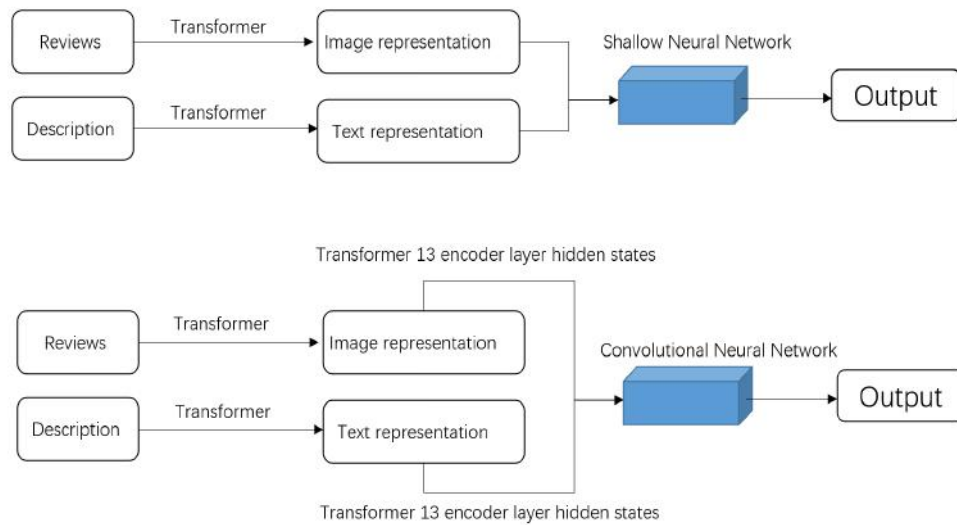 Reviews
Transformer
Image representation
Shallow Neural Network
Output
Description
Transformer
Text representation
Transformer 13 encoder layer hidden states
Reviews
Transformer
Image representation
Convolutional Neural Network
Output
Description
Transformer
Text representation
Transformer 13 encoder layer hidden states